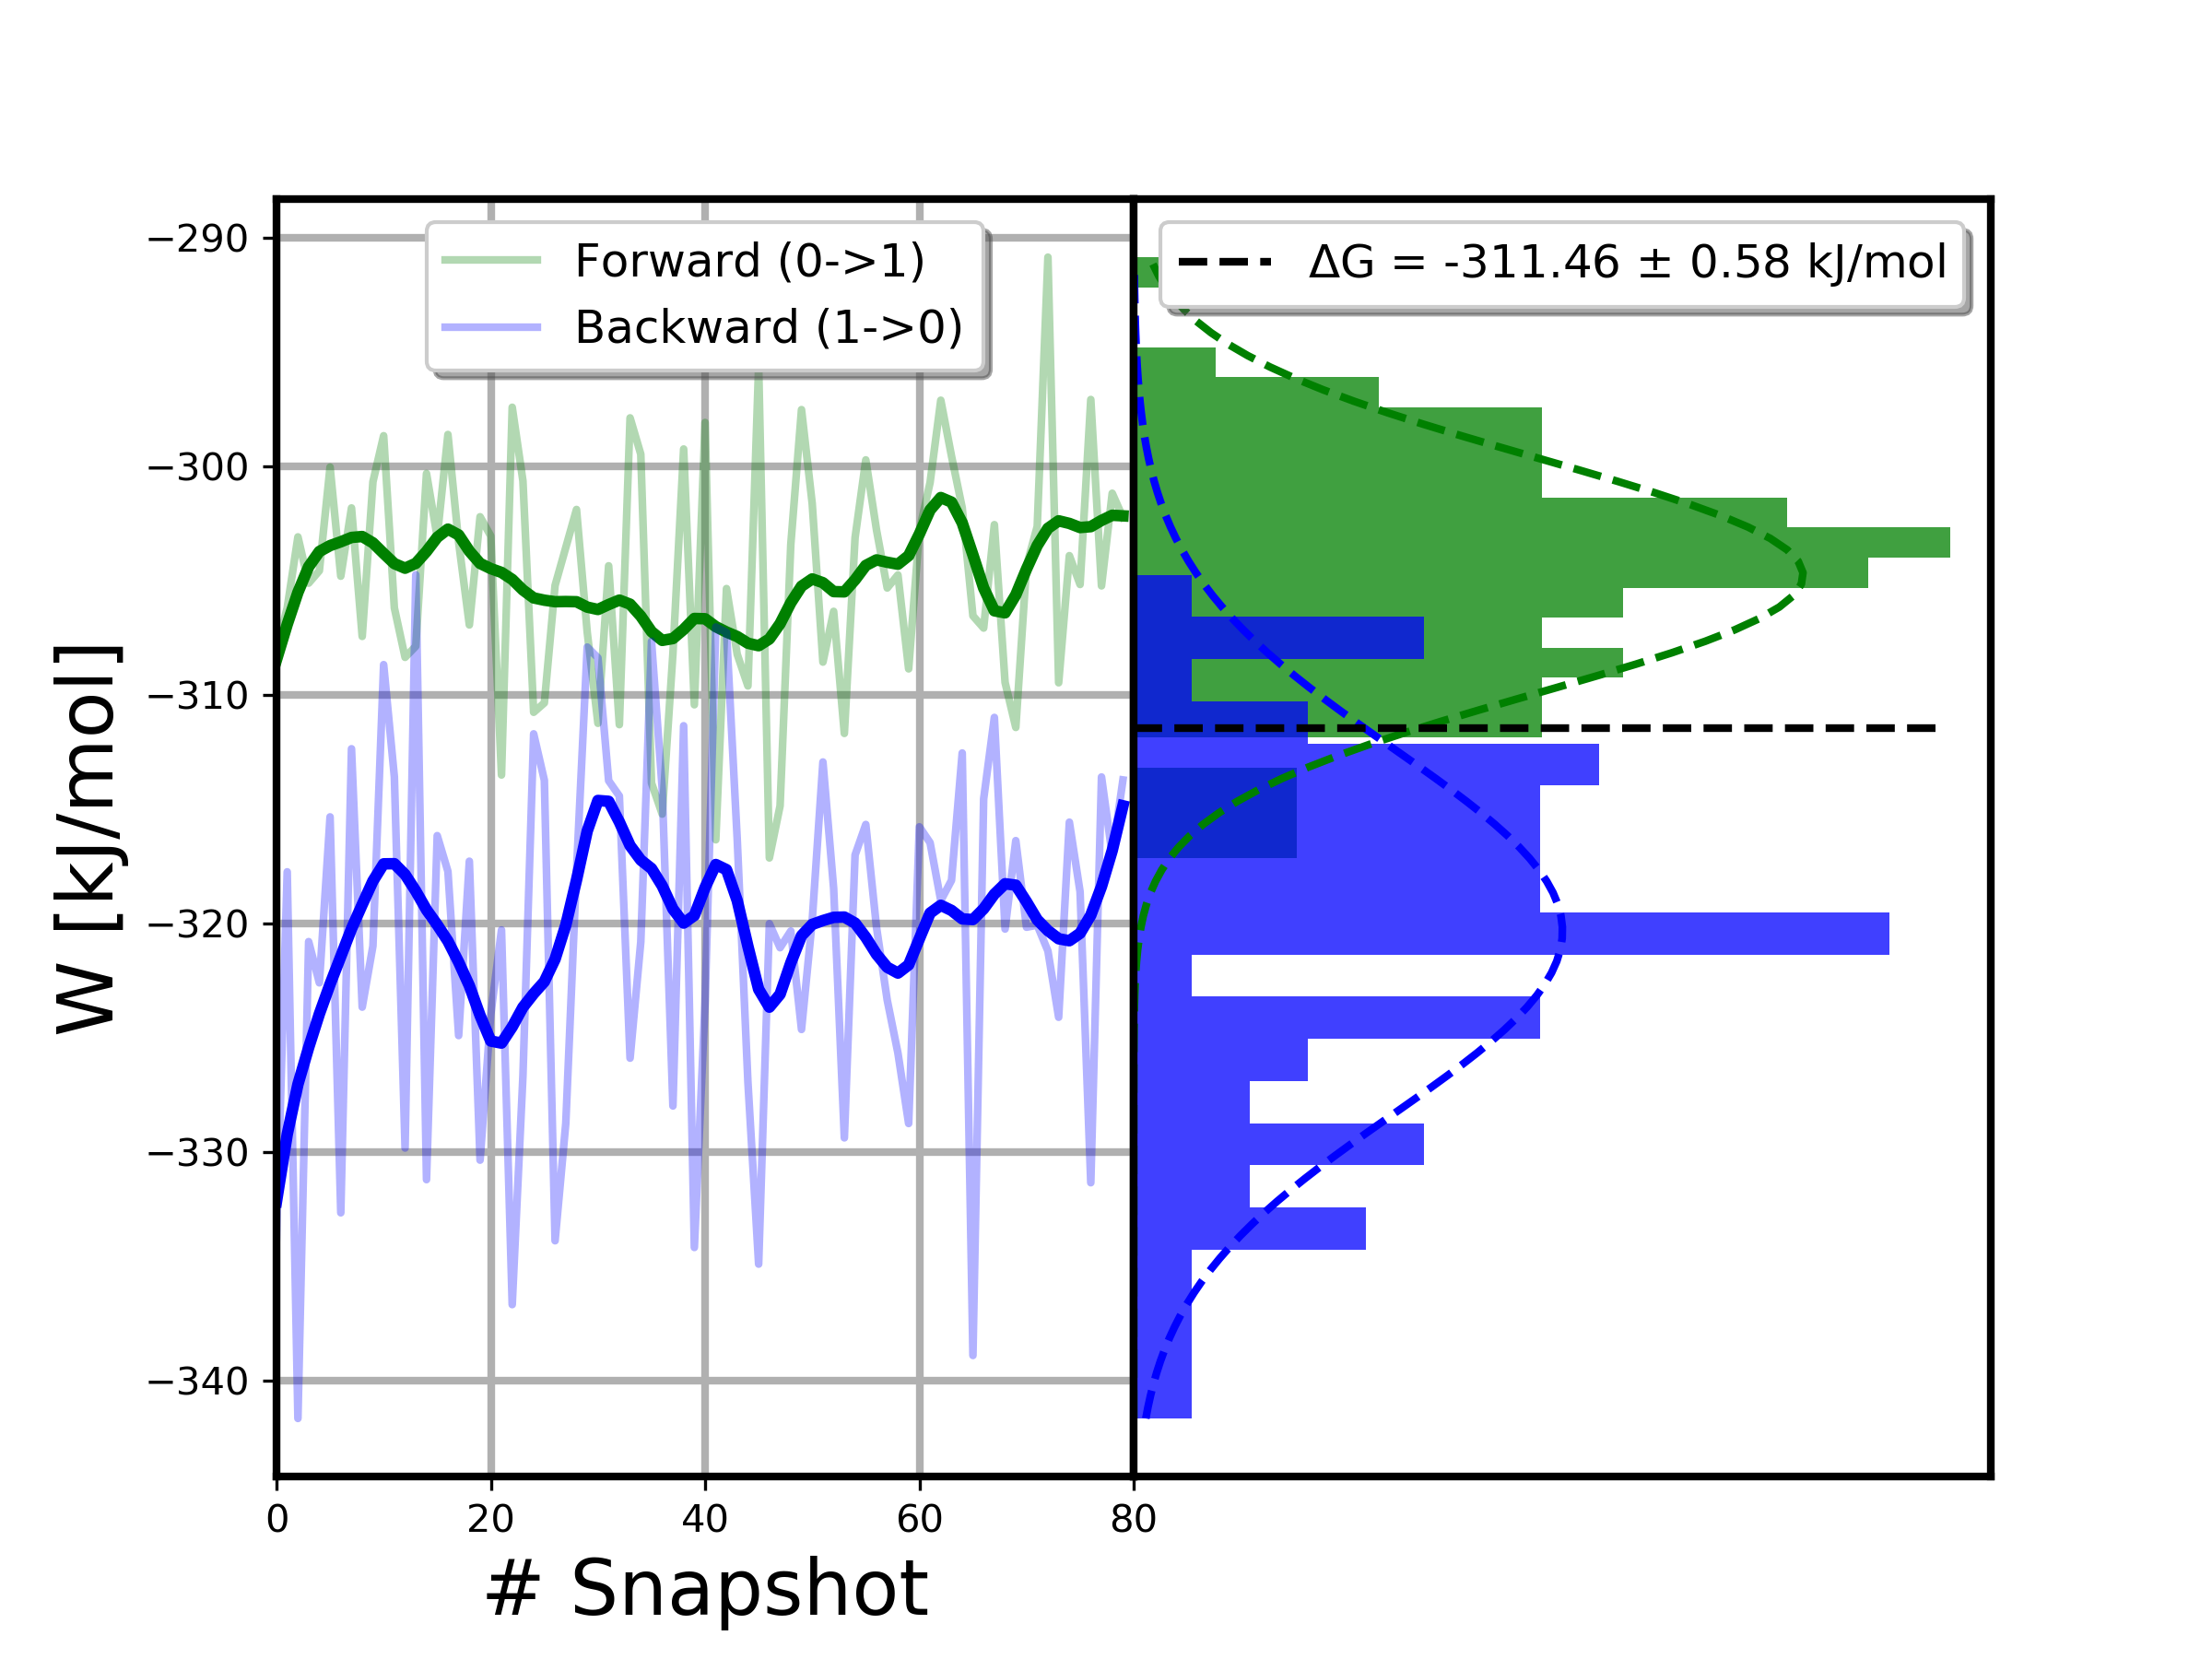 Forward (0->1)
Backward (1->0)
ΔG = -311.46 ± 0.58 kJ/mol
−290
−300
−310
−320
−330
−340
W [kJ/mol]
0 20 40 60 80
# Snapshot